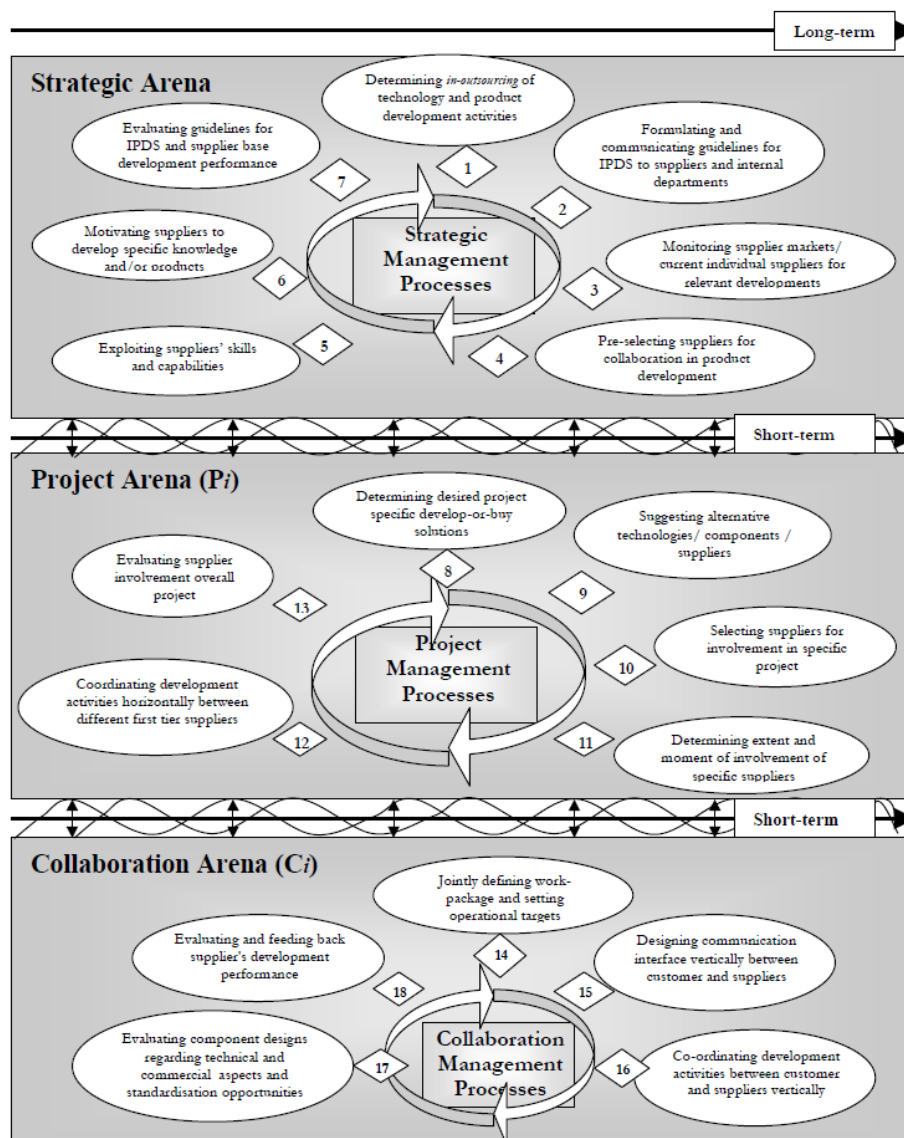 Long-term
Strategic Arena
Determining in-outsourcing of
technology and product
development activities
1
Formulating and
communicating guidelines for
IPDS to suppliers and internal
departments
2
Monitoring supplier markets/
current individual suppliers for
relevant developments
3
Pre-selecting suppliers for
collaboration in product
development
4
Exploiting suppliers' skills
and capabilities
5
Motivating suppliers to
develop specific knowledge
and/or products
6
Evaluating guidelines for
IPDS and supplier base
development performance
7
Strategic
Management
Processes
Short-term
Project Arena (Pi)
Determining desired project
specific develop-or-buy
solutions
8
Suggesting alternative
technologies/ components /
suppliers
9
Selecting suppliers for
involvement in specific
project
10
Determining extent and
moment of involvement of
specific suppliers
11
Coordinating development
activities horizontally between
different first tier suppliers
12
Evaluating supplier
involvement overall
project
13
Project
Management
Processes
Short-term
Collaboration Arena (Ci)
Jointly defining work-
package and setting
operational targets
14
Designing communication
interface vertically between
customer and suppliers
15
Co-ordinating development
activities between customer
and suppliers vertically
16
Evaluating component designs
regarding technical and
commercial aspects and
standardisation opportunities
17
Evaluating and feeding back
supplier's development
performance
18
Collaboration
Management
Processes